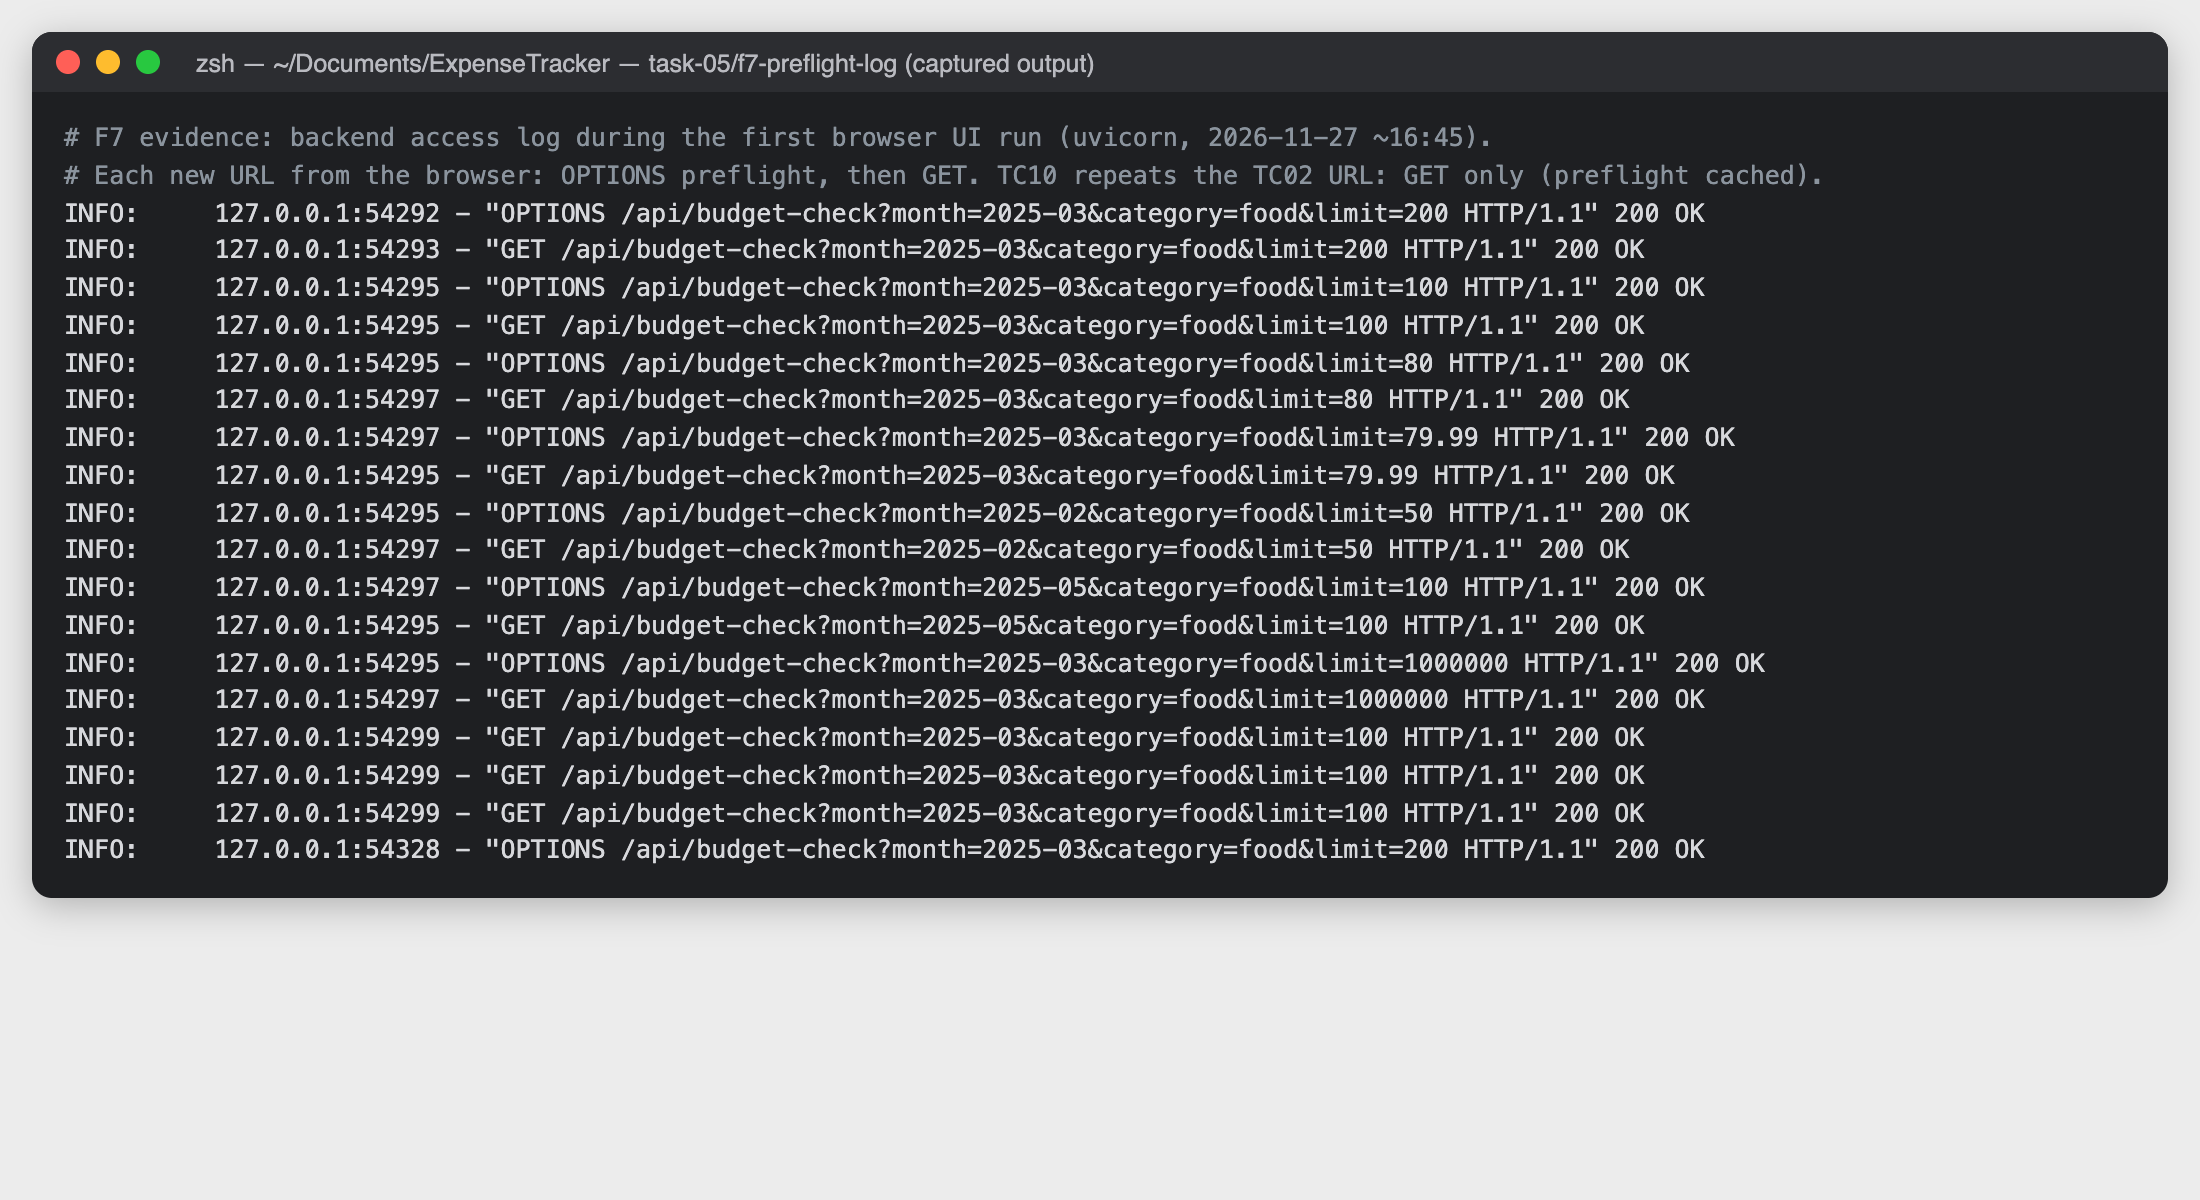 zsh — ~/Documents/ExpenseTracker — task-05/f7-preflight-log (captured output)
# F7 evidence: backend access log during the first browser UI run (uvicorn, 2026-11-27 ~16:45).
# Each new URL from the browser: OPTIONS preflight, then GET. TC10 repeats the TC02 URL: GET only (preflight cached).
INFO:     127.0.0.1:54292 - "OPTIONS /api/budget-check?month=2025-03&category=food&limit=200 HTTP/1.1" 200 OK
INFO:     127.0.0.1:54293 - "GET /api/budget-check?month=2025-03&category=food&limit=200 HTTP/1.1" 200 OK
INFO:     127.0.0.1:54295 - "OPTIONS /api/budget-check?month=2025-03&category=food&limit=100 HTTP/1.1" 200 OK
INFO:     127.0.0.1:54295 - "GET /api/budget-check?month=2025-03&category=food&limit=100 HTTP/1.1" 200 OK
INFO:     127.0.0.1:54295 - "OPTIONS /api/budget-check?month=2025-03&category=food&limit=80 HTTP/1.1" 200 OK
INFO:     127.0.0.1:54297 - "GET /api/budget-check?month=2025-03&category=food&limit=80 HTTP/1.1" 200 OK
INFO:     127.0.0.1:54297 - "OPTIONS /api/budget-check?month=2025-03&category=food&limit=79.99 HTTP/1.1" 200 OK
INFO:     127.0.0.1:54295 - "GET /api/budget-check?month=2025-03&category=food&limit=79.99 HTTP/1.1" 200 OK
INFO:     127.0.0.1:54295 - "OPTIONS /api/budget-check?month=2025-02&category=food&limit=50 HTTP/1.1" 200 OK
INFO:     127.0.0.1:54297 - "GET /api/budget-check?month=2025-02&category=food&limit=50 HTTP/1.1" 200 OK
INFO:     127.0.0.1:54297 - "OPTIONS /api/budget-check?month=2025-05&category=food&limit=100 HTTP/1.1" 200 OK
INFO:     127.0.0.1:54295 - "GET /api/budget-check?month=2025-05&category=food&limit=100 HTTP/1.1" 200 OK
INFO:     127.0.0.1:54295 - "OPTIONS /api/budget-check?month=2025-03&category=food&limit=1000000 HTTP/1.1" 200 OK
INFO:     127.0.0.1:54297 - "GET /api/budget-check?month=2025-03&category=food&limit=1000000 HTTP/1.1" 200 OK
INFO:     127.0.0.1:54299 - "GET /api/budget-check?month=2025-03&category=food&limit=100 HTTP/1.1" 200 OK
INFO:     127.0.0.1:54299 - "GET /api/budget-check?month=2025-03&category=food&limit=100 HTTP/1.1" 200 OK
INFO:     127.0.0.1:54299 - "GET /api/budget-check?month=2025-03&category=food&limit=100 HTTP/1.1" 200 OK
INFO:     127.0.0.1:54328 - "OPTIONS /api/budget-check?month=2025-03&category=food&limit=200 HTTP/1.1" 200 OK